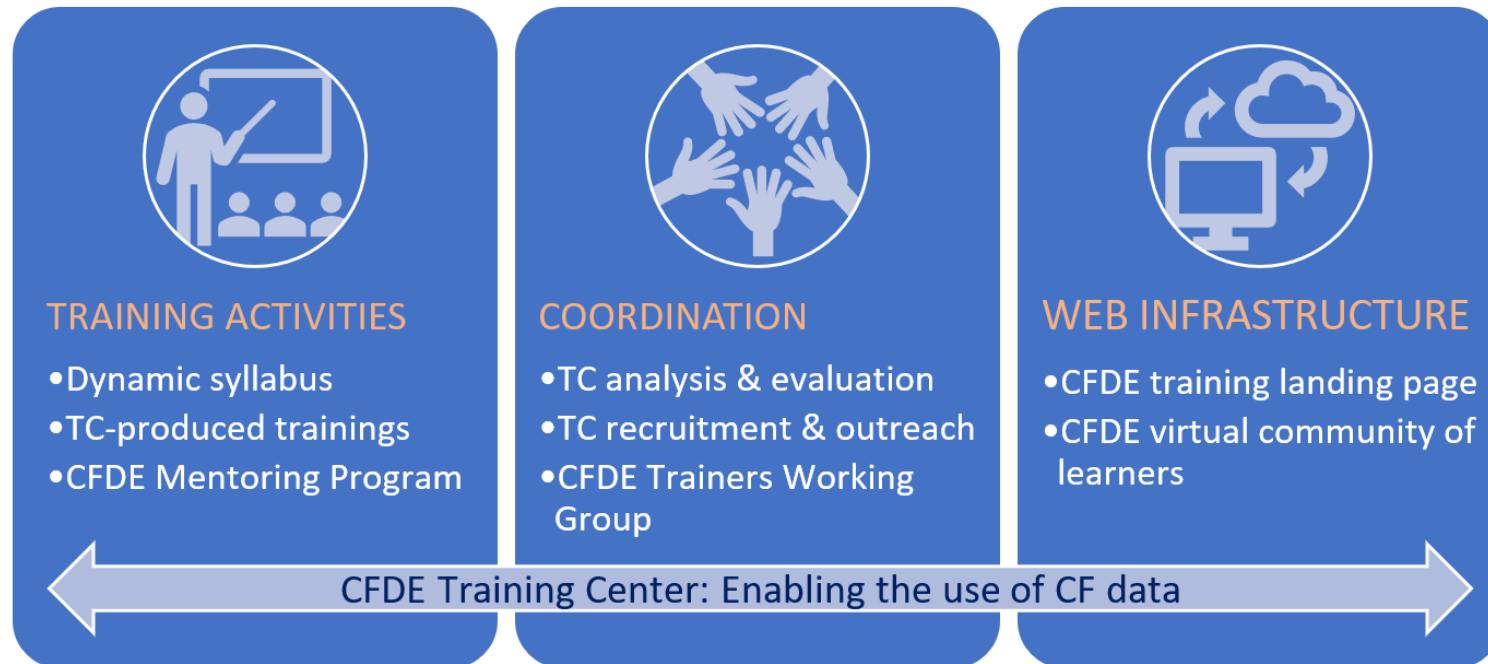 TRAINING ACTIVITIES
•Dynamic syllabus
•TC-produced trainings
•CFDE Mentoring Program
COORDINATION
•TC analysis & evaluation
•TC recruitment & outreach
•CFDE Trainers Working
Group
WEB INFRASTRUCTURE
•CFDE training landing page
•CFDE virtual community of
learners
CFDE Training Center: Enabling the use of CF data